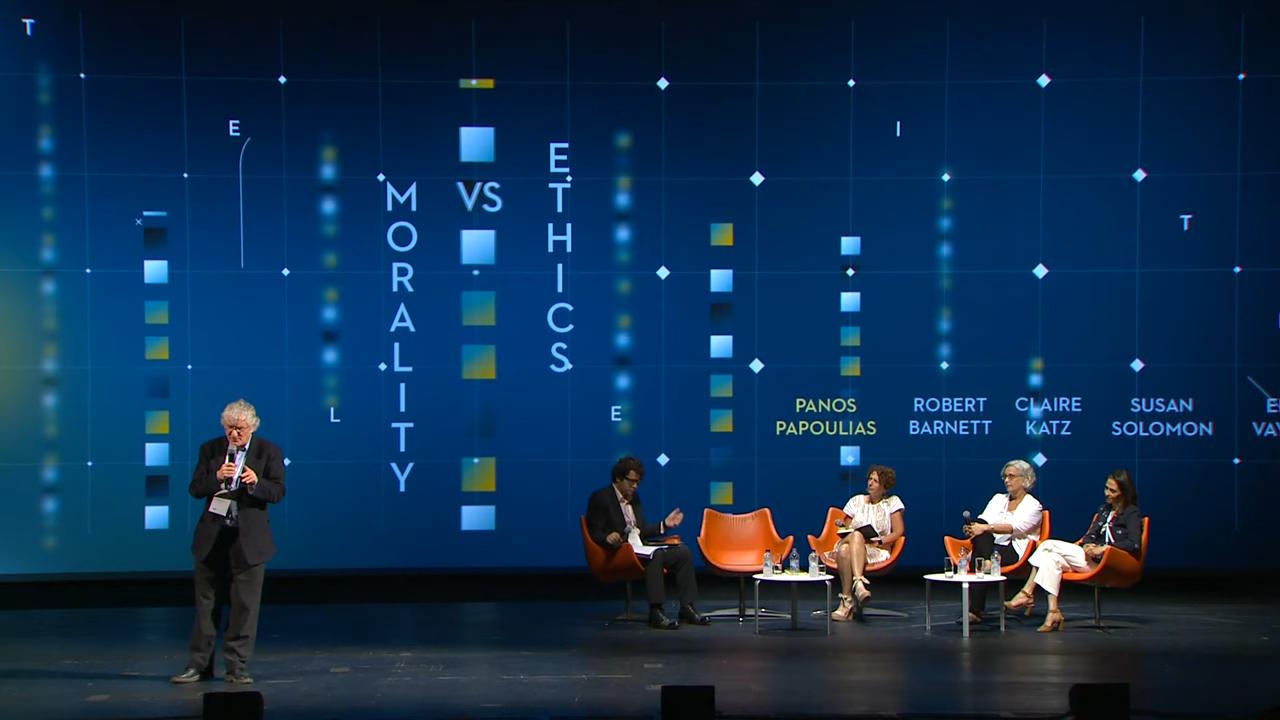 T
E
I
T
MORALITY
VS
ETHICS
L
E
PANOS
PAPOULIAS
ROBERT
BARNETT
CLAIRE
KATZ
SUSAN
SOLOMON